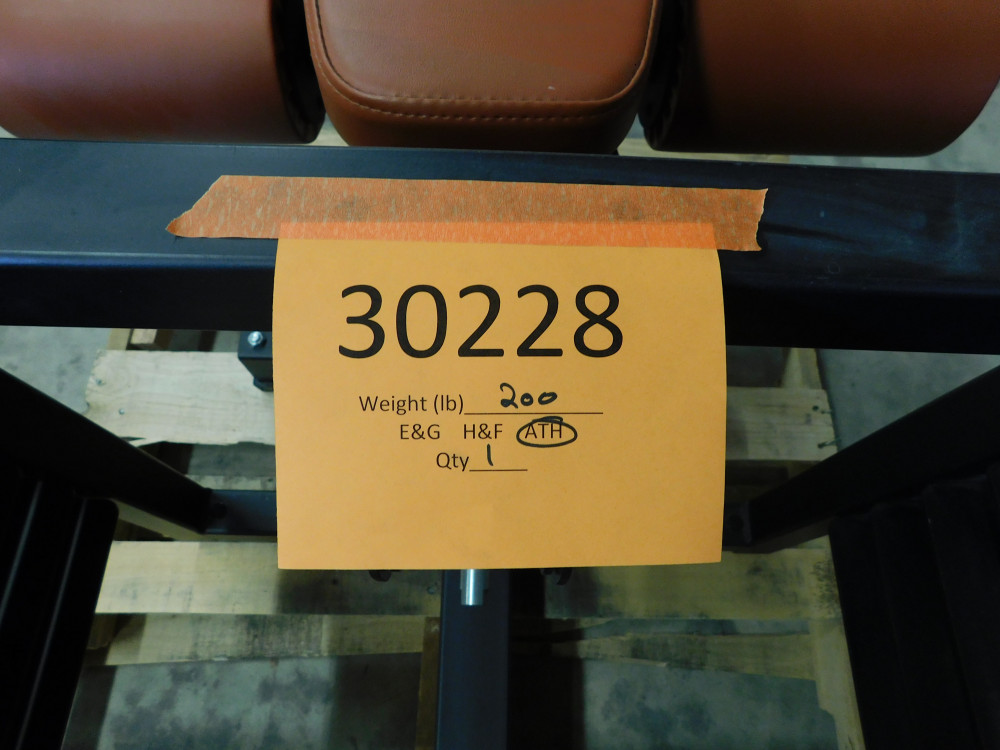 30228
Weight (lb) 200
E&G H&F ATH
Qty 1